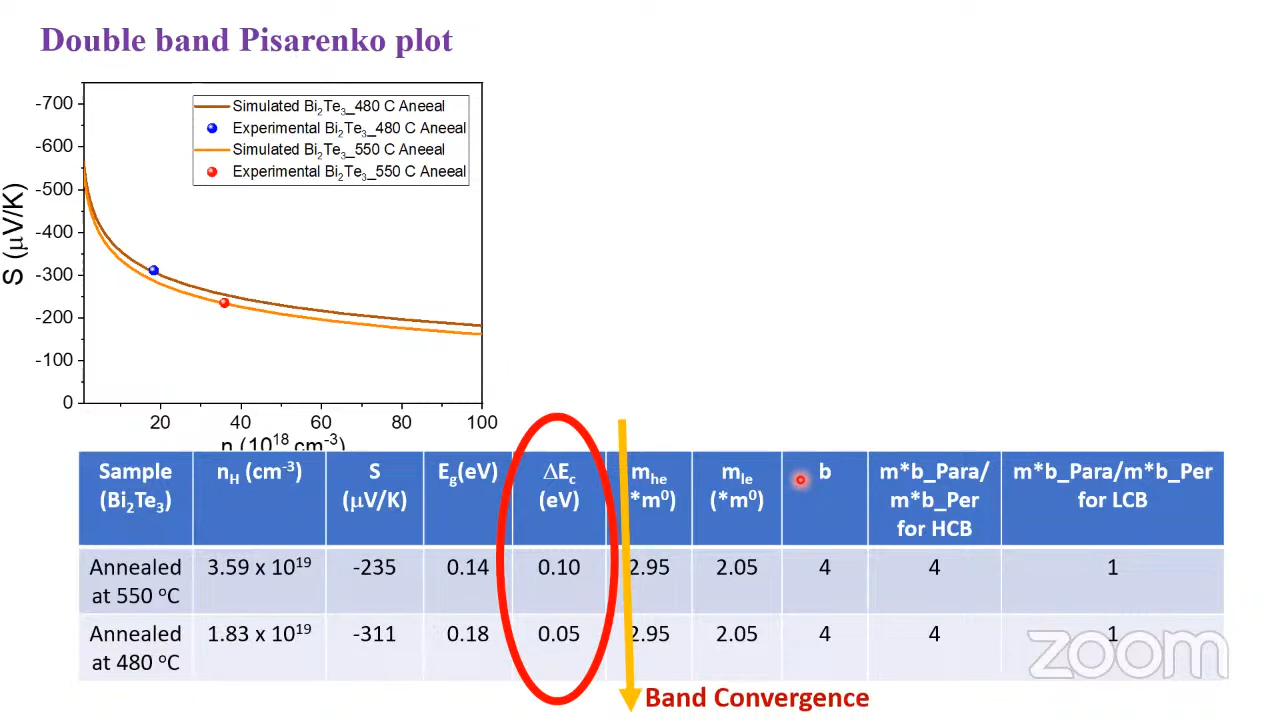 Double band Pisarenko plot
-700
-600
-500
-400
-300
-200
-100
0
S (μV/K)
Simulated Bi2Te3_480 C Aneeal
Experimental Bi2Te3_480 C Aneeal
Simulated Bi2Te3_550 C Aneeal
Experimental Bi2Te3_550 C Aneeal
20 40 60 80 100
n (10^18 cm^-3)
Sample (Bi2Te3) | nH (cm^-3) | S (μV/K) | Eg(eV) | ΔEc (eV) | mhe *m^0) | mle (*m^0) | b | m*b_Para/ m*b_Per for HCB | m*b_Para/m*b_Per for LCB
Annealed at 550 °C | 3.59 x 10^19 | -235 | 0.14 | 0.10 | 2.95 | 2.05 | 4 | 4 | 1
Annealed at 480 °C | 1.83 x 10^19 | -311 | 0.18 | 0.05 | 2.95 | 2.05 | 4 | 4 | 1
zoom
Band Convergence